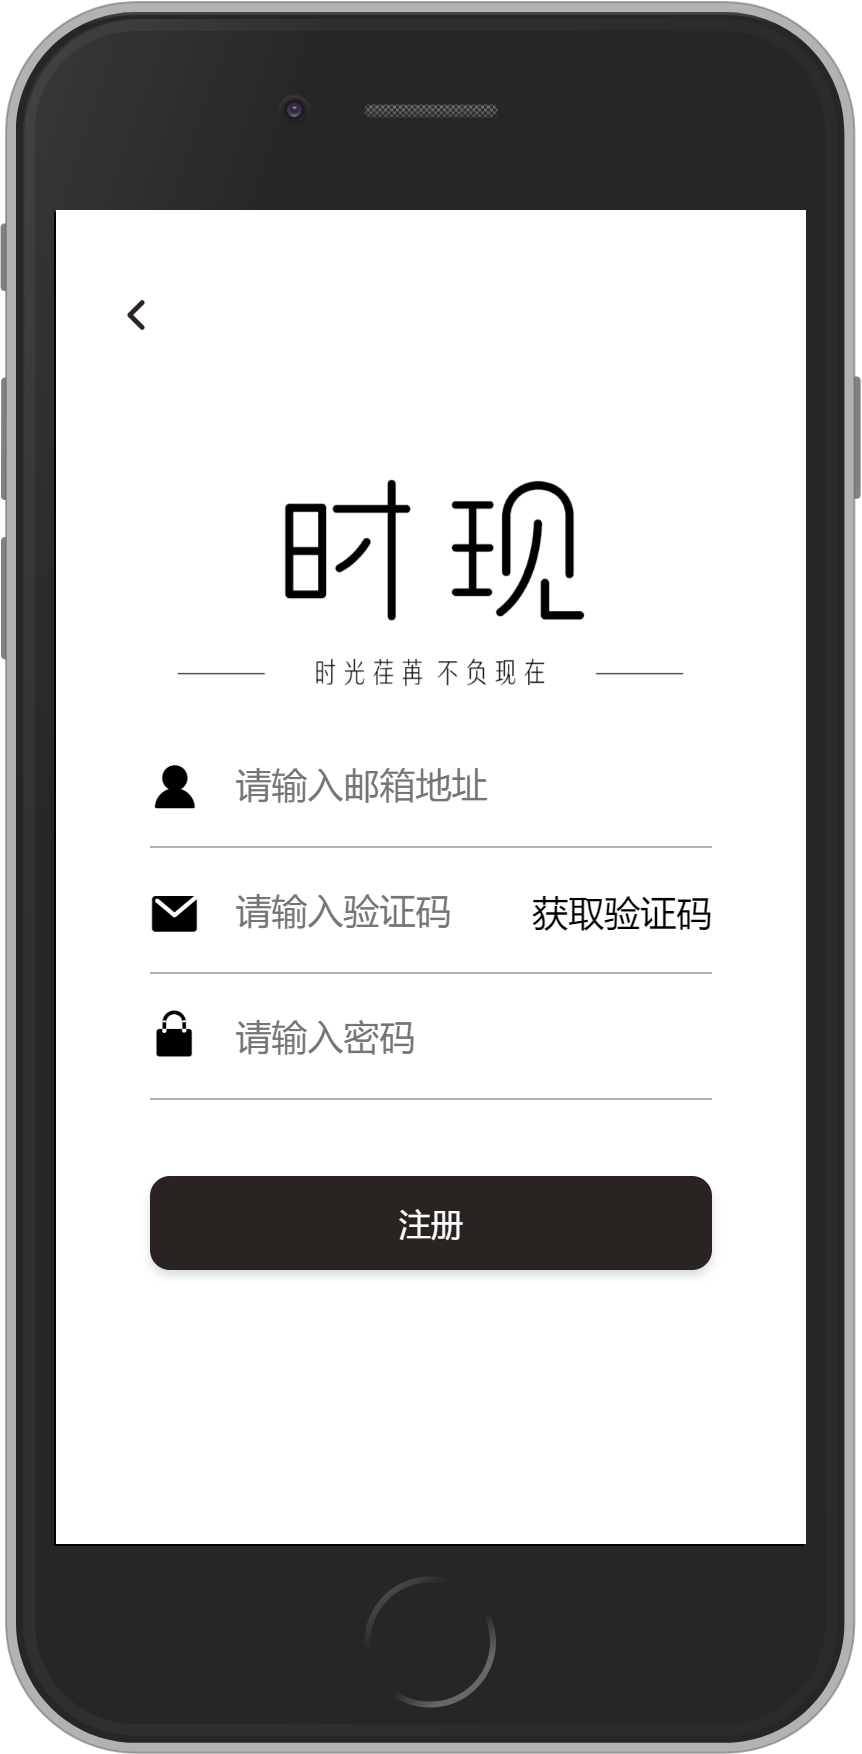 时现
时光荏苒 不负现在
请输入邮箱地址
请输入验证码 获取验证码
请输入密码
注册